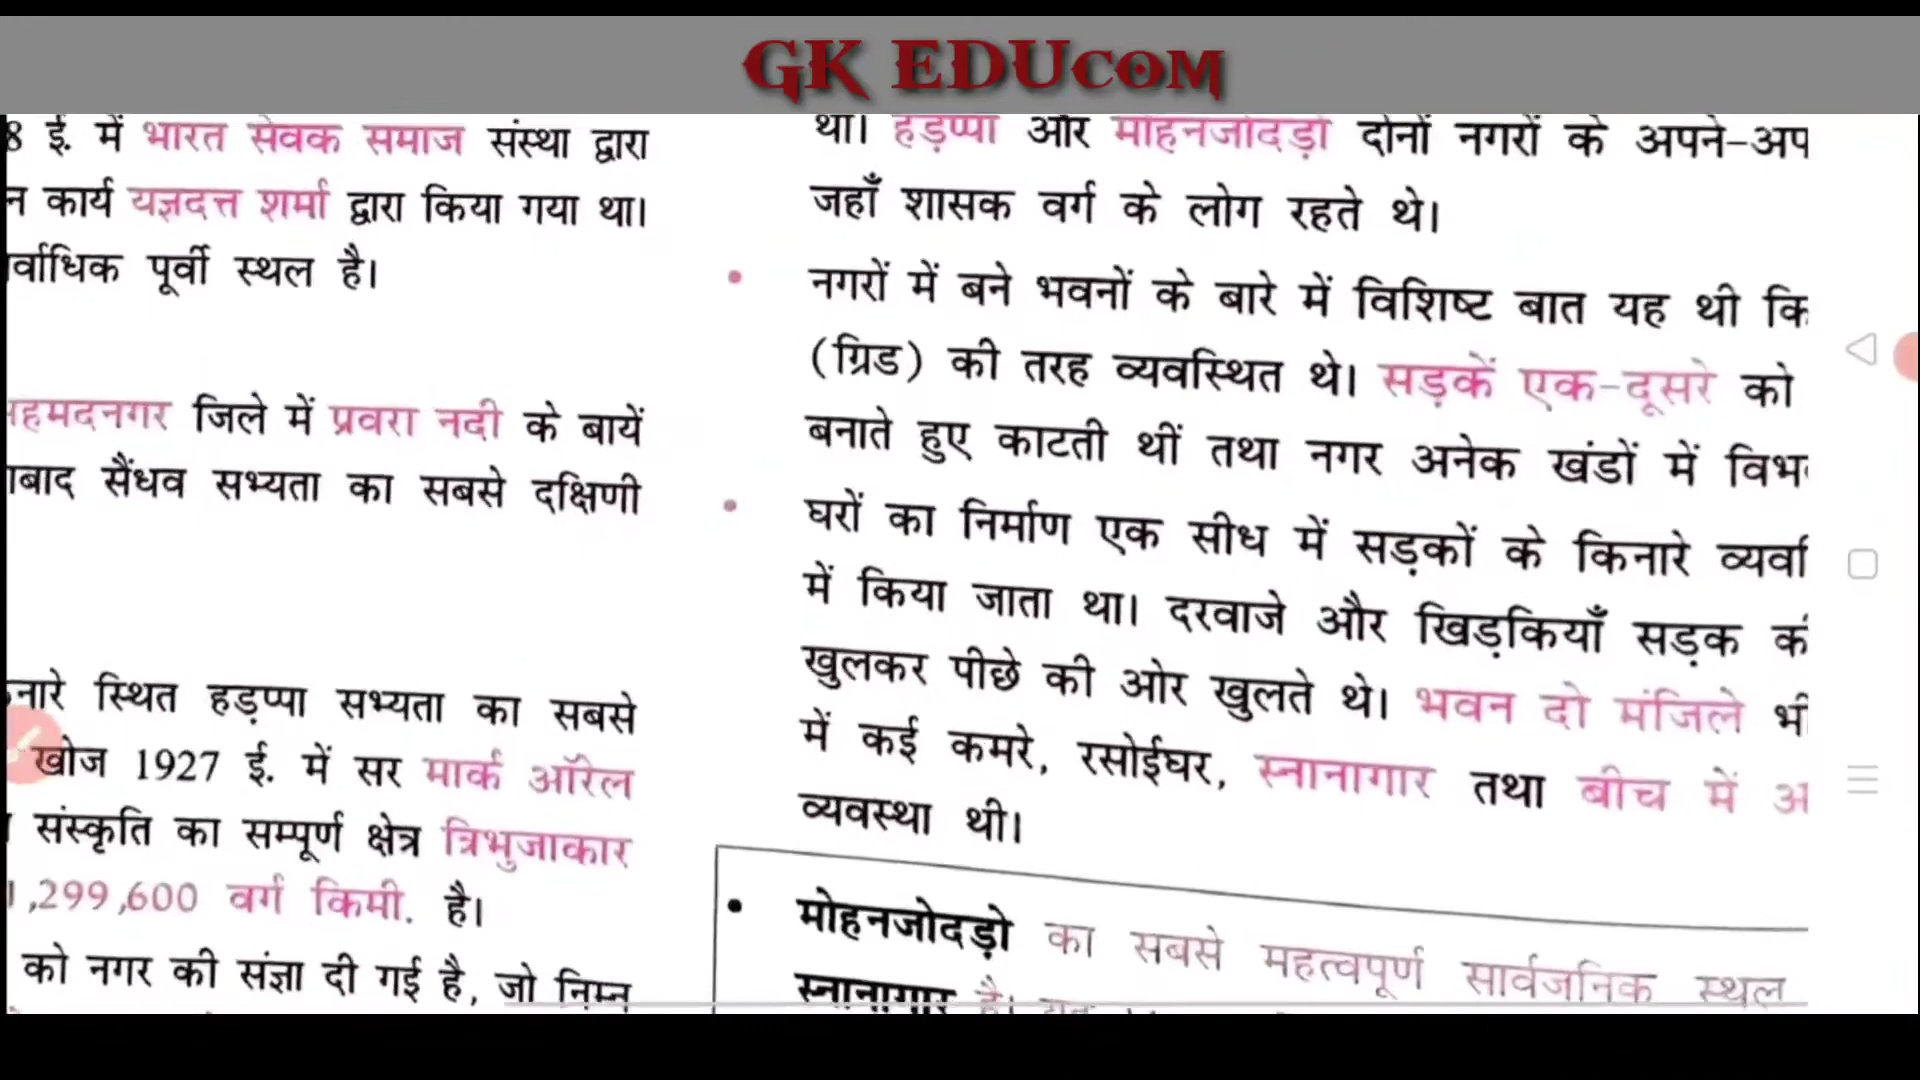 GK EDUCOM
8 ई. में भारत सेवक समाज संस्था द्वारा
न कार्य यज्ञदत्त शर्मा द्वारा किया गया था।
र्वाधिक पूर्वी स्थल है।
हमदनगर जिले में प्रवरा नदी के बायें
बाद सैंधव सभ्यता का सबसे दक्षिणी
नारे स्थित हड़प्पा सभ्यता का सबसे
खोज 1927 ई. में सर मार्क ऑरेल
संस्कृति का सम्पूर्ण क्षेत्र त्रिभुजाकार
,299,600 वर्ग किमी. है।
को नगर की संज्ञा दी गई है, जो निम्न
था। हड़प्पा और मोहनजोदड़ो दोनों नगरों के अपने-अप
जहाँ शासक वर्ग के लोग रहते थे।
• नगरों में बने भवनों के बारे में विशिष्ट बात यह थी कि
(ग्रिड) की तरह व्यवस्थित थे। सड़कें एक-दूसरे को
बनाते हुए काटती थीं तथा नगर अनेक खंडों में विभ
• घरों का निर्माण एक सीध में सड़कों के किनारे व्यव
में किया जाता था। दरवाजे और खिड़कियाँ सड़क क
खुलकर पीछे की ओर खुलते थे। भवन दो मंजिले भी
में कई कमरे, रसोईघर, स्नानागार तथा बीच में
व्यवस्था थी।
• मोहनजोदड़ो का सबसे महत्वपूर्ण सार्वजनिक स्थल
स्नानागार है।